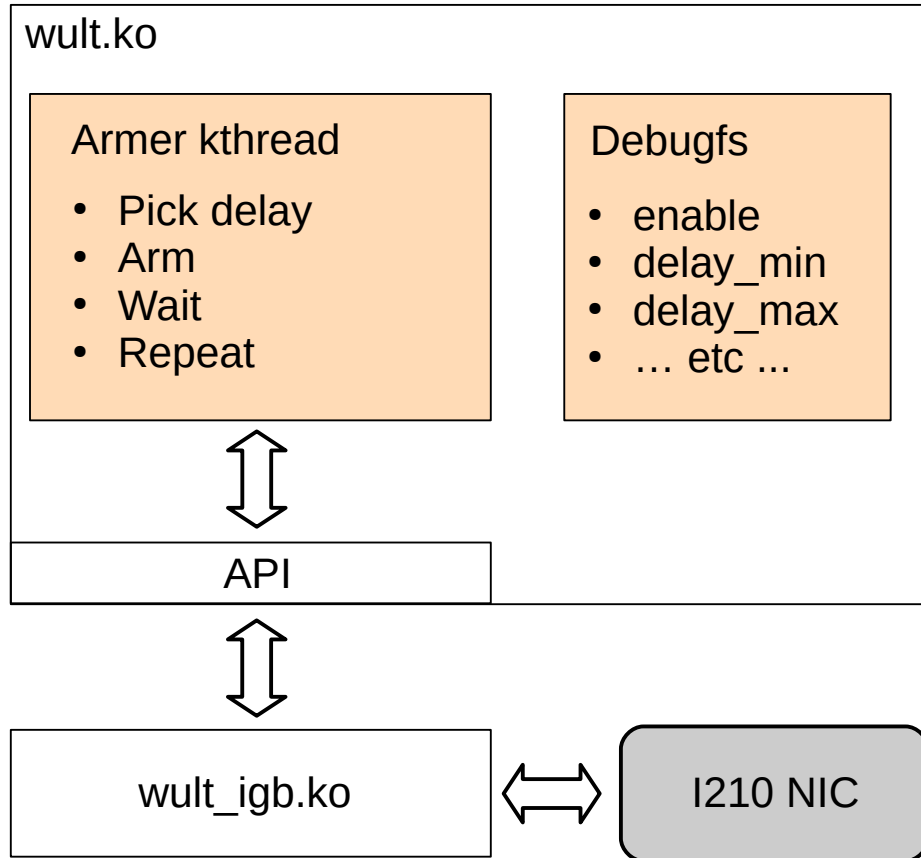 wult.ko
Armer kthread
• Pick delay
• Arm
• Wait
• Repeat
Debugfs
• enable
• delay_min
• delay_max
• … etc ...
API
wult_igb.ko
I210 NIC